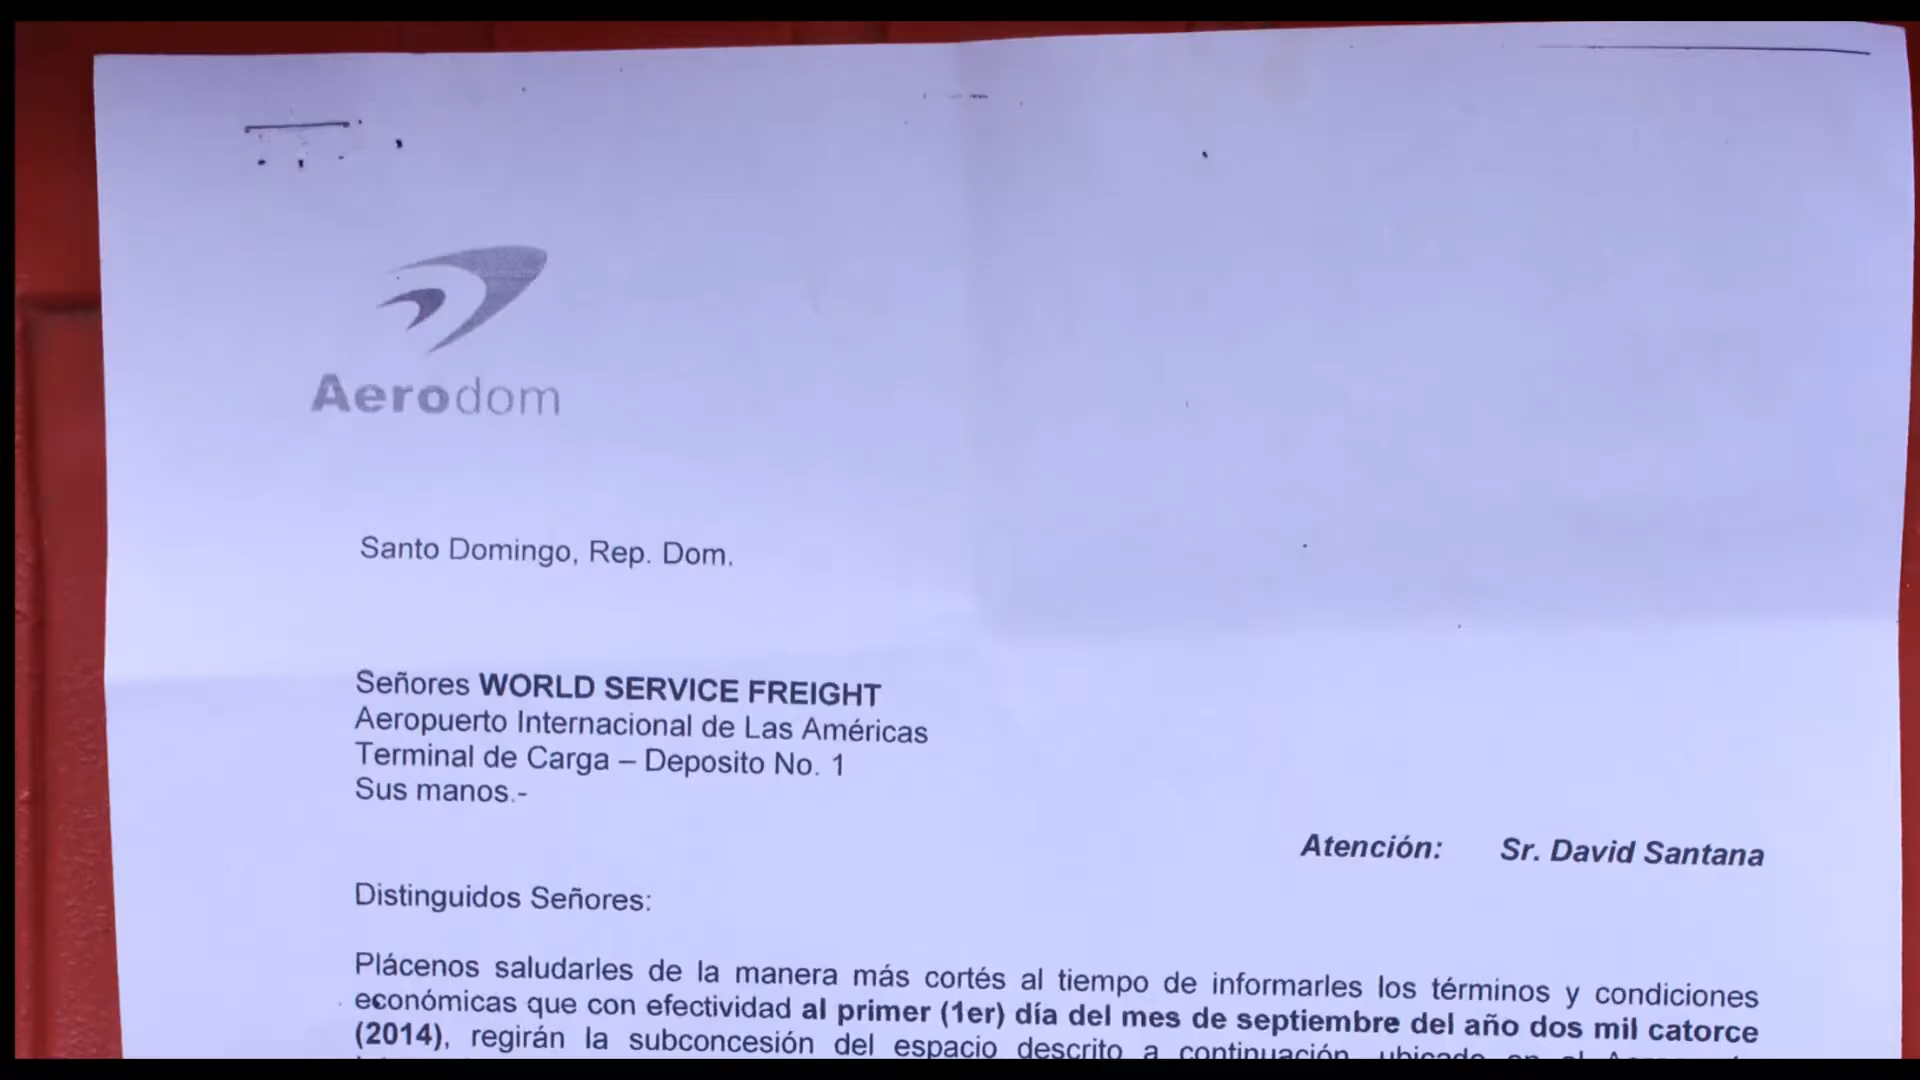 Aerodom
Santo Domingo, Rep. Dom.
Señores WORLD SERVICE FREIGHT
Aeropuerto Internacional de Las Américas
Terminal de Carga – Deposito No. 1
Sus manos.-
Atención: Sr. David Santana
Distinguidos Señores:
Plácenos saludarles de la manera más cortés al tiempo de informarles los términos y condiciones
económicas que con efectividad al primer (1er) día del mes de septiembre del año dos mil catorce
(2014), regirán la subconcesión del espacio descrito a continuación, ubicado en el